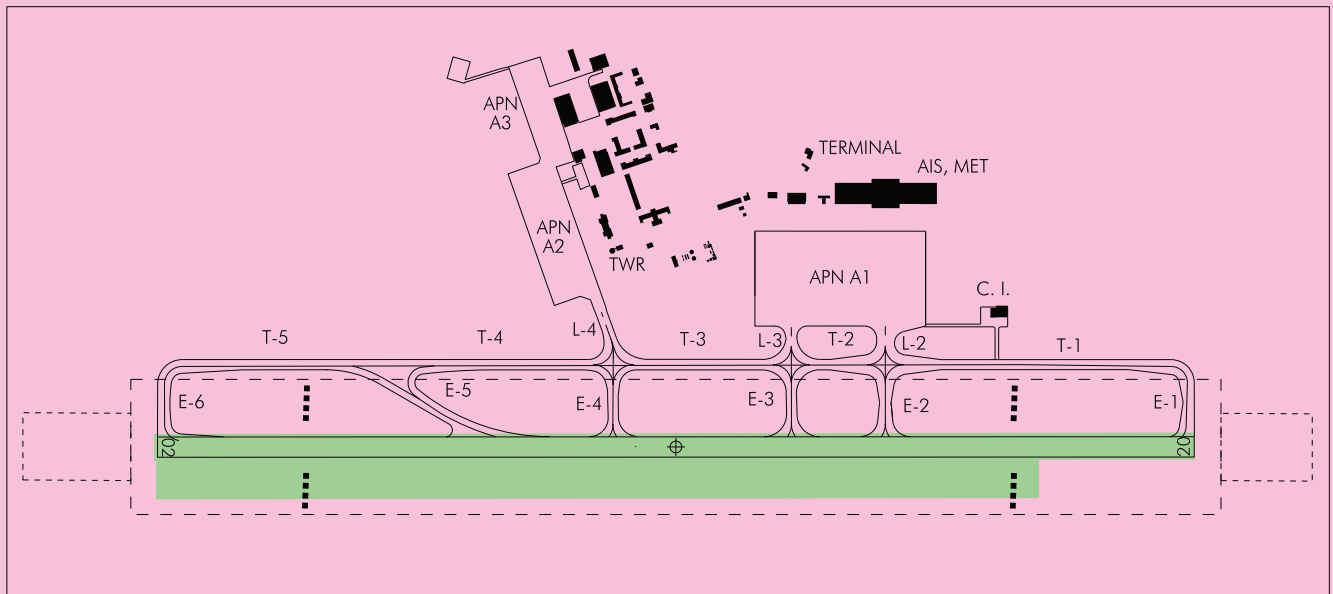 APN
A3
TERMINAL
AIS, MET
APN
A2
TWR
APN A1
C. I.
T-5
T-4
L-4
T-3
L-3
T-2
L-2
T-1
E-6
E-5
E-4
E-3
E-2
E-1
02
20